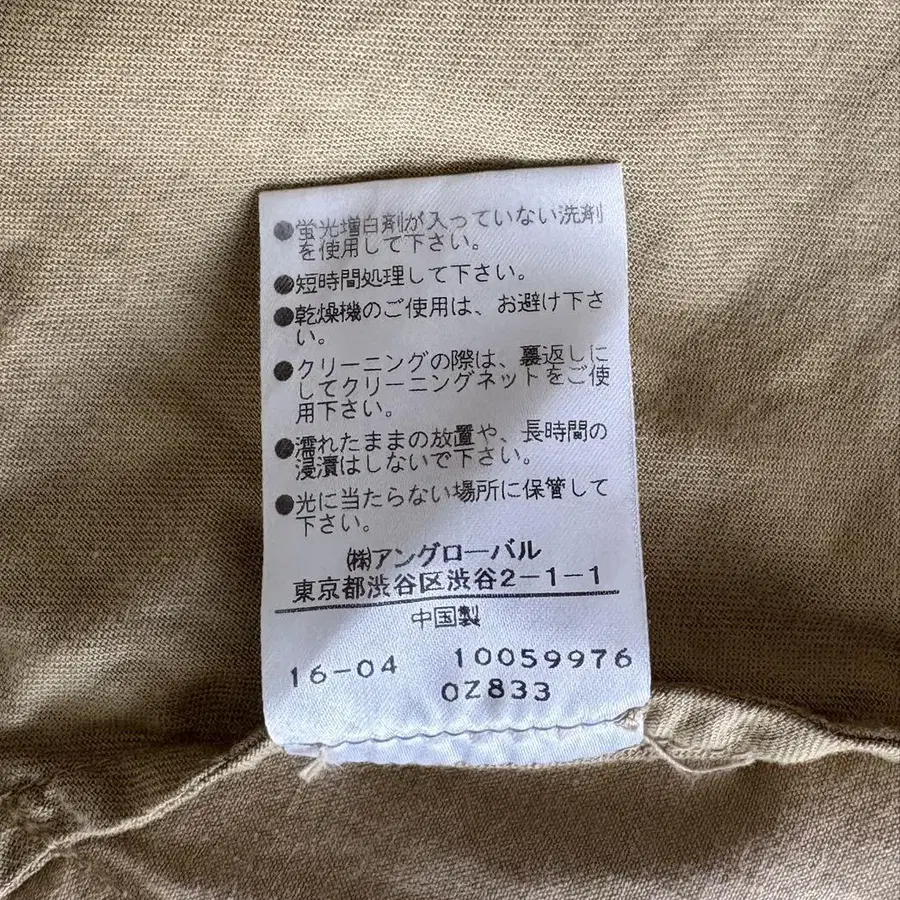 ●蛍光増白剤が入っていない洗剤
を使用して下さい。
●短時間処理して下さい。
●乾燥機のご使用は、お避け下さ
い。
●クリーニングの際は、裏返しに
してクリーニングネットをご使
用下さい。
●濡れたままの放置や、長時間の
浸漬はしないで下さい。
●光に当たらない場所に保管して
下さい。
㈱アングローバル
東京都渋谷区渋谷2-1-1
中国製
16-04 10059976
0Z833